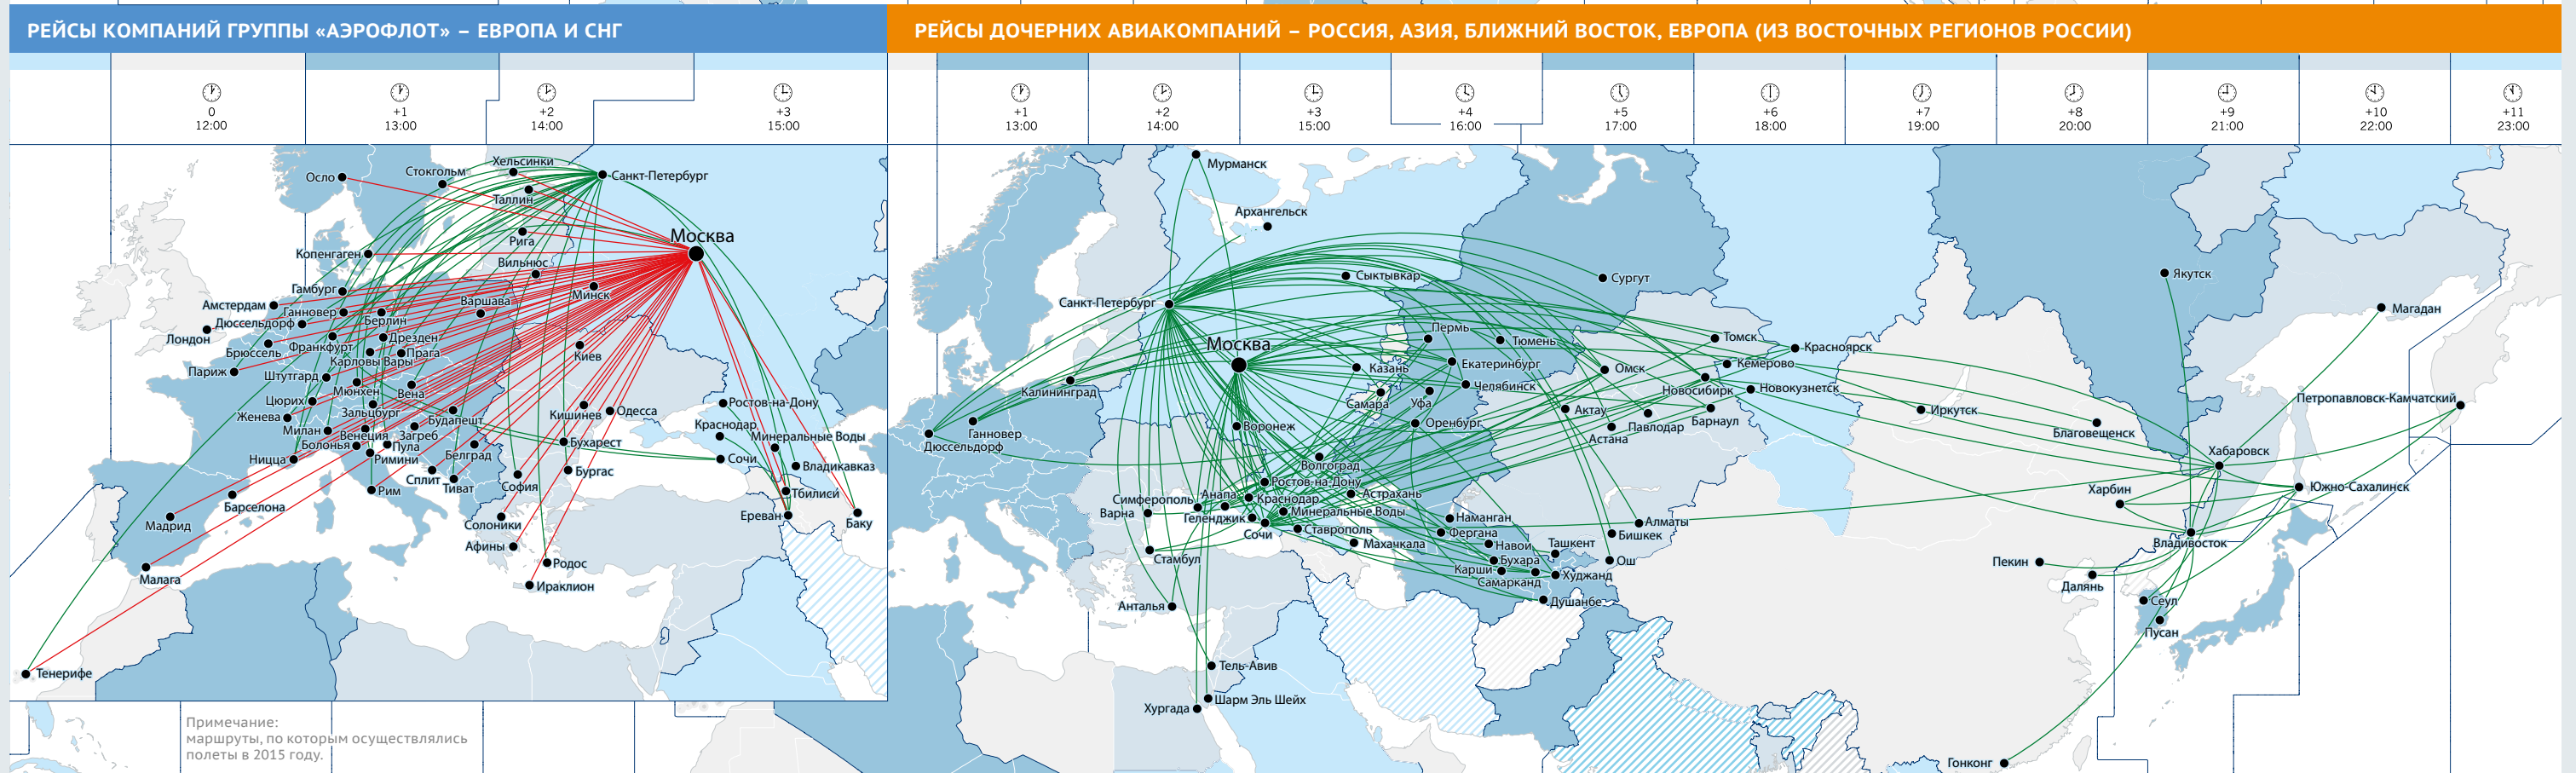 РЕЙСЫ КОМПАНИЙ ГРУППЫ «АЭРОФЛОТ» – ЕВРОПА И СНГ
РЕЙСЫ ДОЧЕРНИХ АВИАКОМПАНИЙ – РОССИЯ, АЗИЯ, БЛИЖНИЙ ВОСТОК, ЕВРОПА (ИЗ ВОСТОЧНЫХ РЕГИОНОВ РОССИИ)
0
12:00
+1
13:00
+2
14:00
+3
15:00
+1
13:00
+2
14:00
+3
15:00
+4
16:00
+5
17:00
+6
18:00
+7
19:00
+8
20:00
+9
21:00
+10
22:00
+11
23:00
Хельсинки
Стокгольм
Осло
Санкт-Петербург
Таллин
Рига
Москва
Копенгаген
Вильнюс
Гамбург
Минск
Амстердам
Варшава
Ганновер
Дюссельдорф
Берлин
Лондон
Дрезден
Франкфурт
Брюссель
Прага
Карловы Вары
Киев
Париж
Штутгард
Мюнхен
Вена
Цюрих
Зальцбург
Женева
Будапешт
Кишинев
Одесса
Ростов-на-Дону
Милан
Венеция
Загреб
Краснодар
Минеральные Воды
Болонья
Пула
Бухарест
Белград
Ницца
Римини
Сочи
Владикавказ
Сплит
Тиват
София
Бургас
Рим
Тбилиси
Барселона
Мадрид
Солоники
Ереван
Баку
Афины
Родос
Малага
Ираклион
Тенерифе
Примечание:
маршруты, по которым осуществлялись
полеты в 2015 году.
Мурманск
Архангельск
Сыктывкар
Сургут
Якутск
Санкт-Петербург
Магадан
Пермь
Тюмень
Томск
Москва
Красноярск
Казань
Екатеринбург
Омск
Кемерово
Калининград
Челябинск
Новосибирск
Новокузнетск
Самара
Уфа
Петропавловск-Камчатский
Актау
Иркутск
Ганновер
Воронеж
Оренбург
Павлодар
Барнаул
Благовещенск
Дюссельдорф
Астана
Хабаровск
Волгоград
Ростов-на-Дону
Южно-Сахалинск
Харбин
Симферополь
Анапа
Краснодар
Астрахань
Варна
Геленджик
Минеральные Воды
Наманган
Алматы
Сочи
Ставрополь
Фергана
Бишкек
Махачкала
Навои
Ташкент
Владивосток
Стамбул
Бухара
Ош
Пекин
Карши
Самарканд
Худжанд
Далянь
Анталья
Душанбе
Сеул
Пусан
Тель-Авив
Шарм Эль Шейх
Хургада
Гонконг